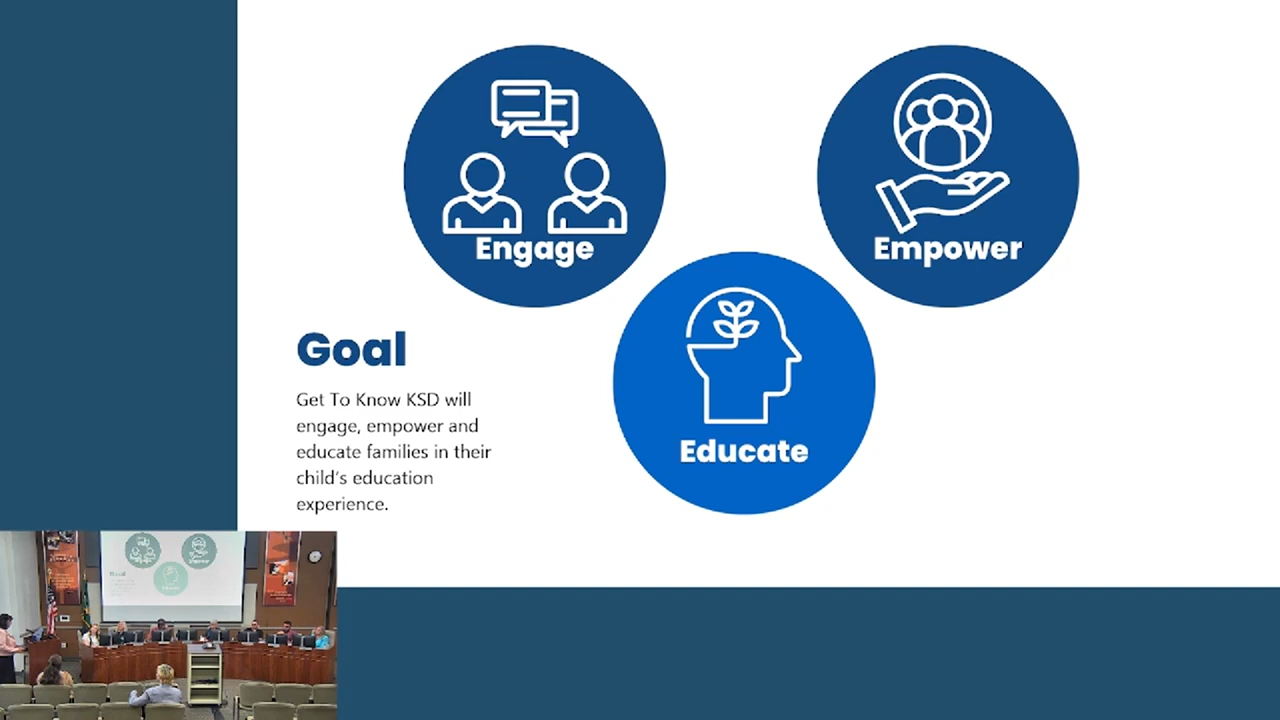 Engage
Empower
Educate
Goal
Get To Know KSD will
engage, empower and
educate families in their
child's education
experience.